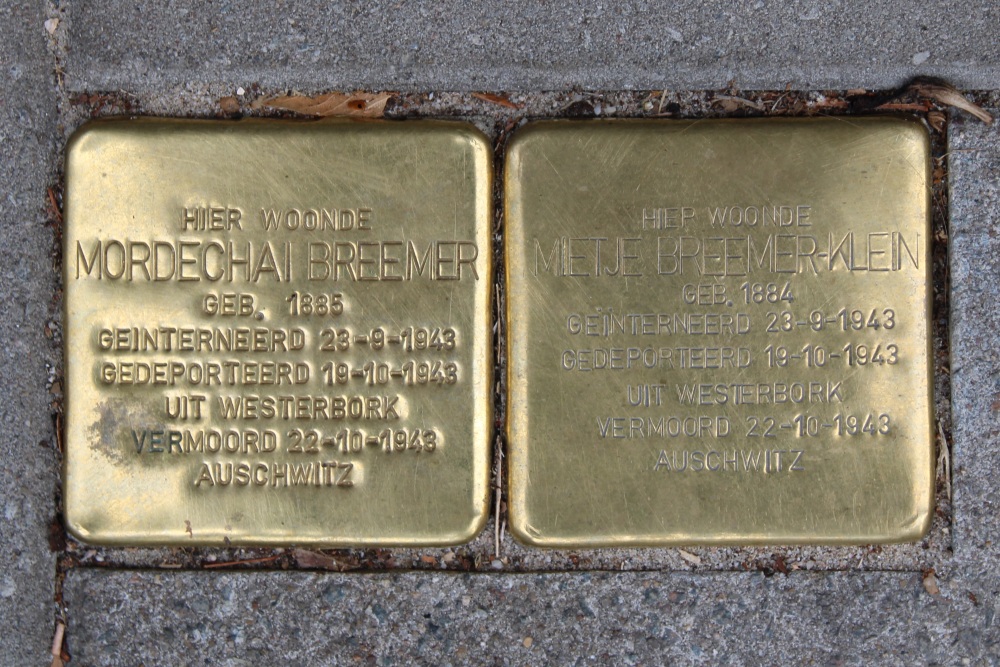 HIER WOONDE
MORDECHAI BREEMER
GEB. 1885
GEÏNTERNEERD 23-9-1943
GEDEPORTEERD 19-10-1943
UIT WESTERBORK
VERMOORD 22-10-1943
AUSCHWITZ
HIER WOONDE
MIETJE BREEMER-KLEIN
GEB. 1884
GEÏNTERNEERD 23-9-1943
GEDEPORTEERD 19-10-1943
UIT WESTERBORK
VERMOORD 22-10-1943
AUSCHWITZ